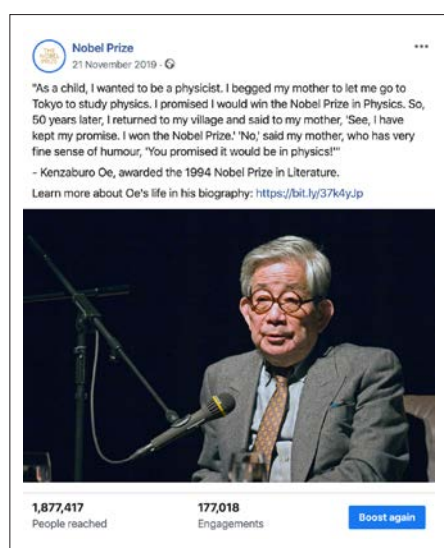 THE
NOBEL
PRIZE
Nobel Prize
21 November 2019 ·
"As a child, I wanted to be a physicist. I begged my mother to let me go to
Tokyo to study physics. I promised I would win the Nobel Prize in Physics. So,
50 years later, I returned to my village and said to my mother, 'See, I have
kept my promise. I won the Nobel Prize.' 'No,' said my mother, who has very
fine sense of humour, 'You promised it would be in physics!'"
- Kenzaburo Oe, awarded the 1994 Nobel Prize in Literature.
Learn more about Oe's life in his biography: https://bit.ly/37k4yJp
1,877,417
People reached
177,018
Engagements
Boost again